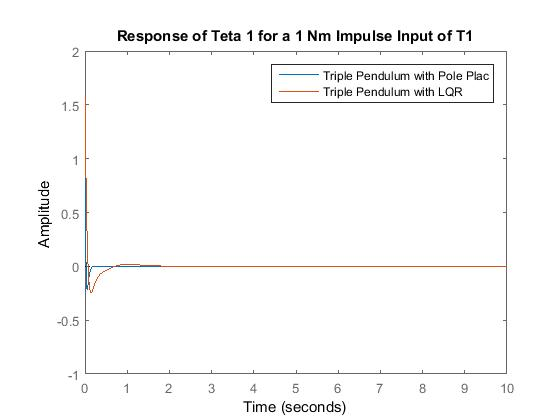 Response of Teta 1 for a 1 Nm Impulse Input of T1
2
Triple Pendulum with Pole Plac
Triple Pendulum with LQR
1.5
1
0.5
0
-0.5
-1
Amplitude
0 1 2 3 4 5 6 7 8 9 10
Time (seconds)